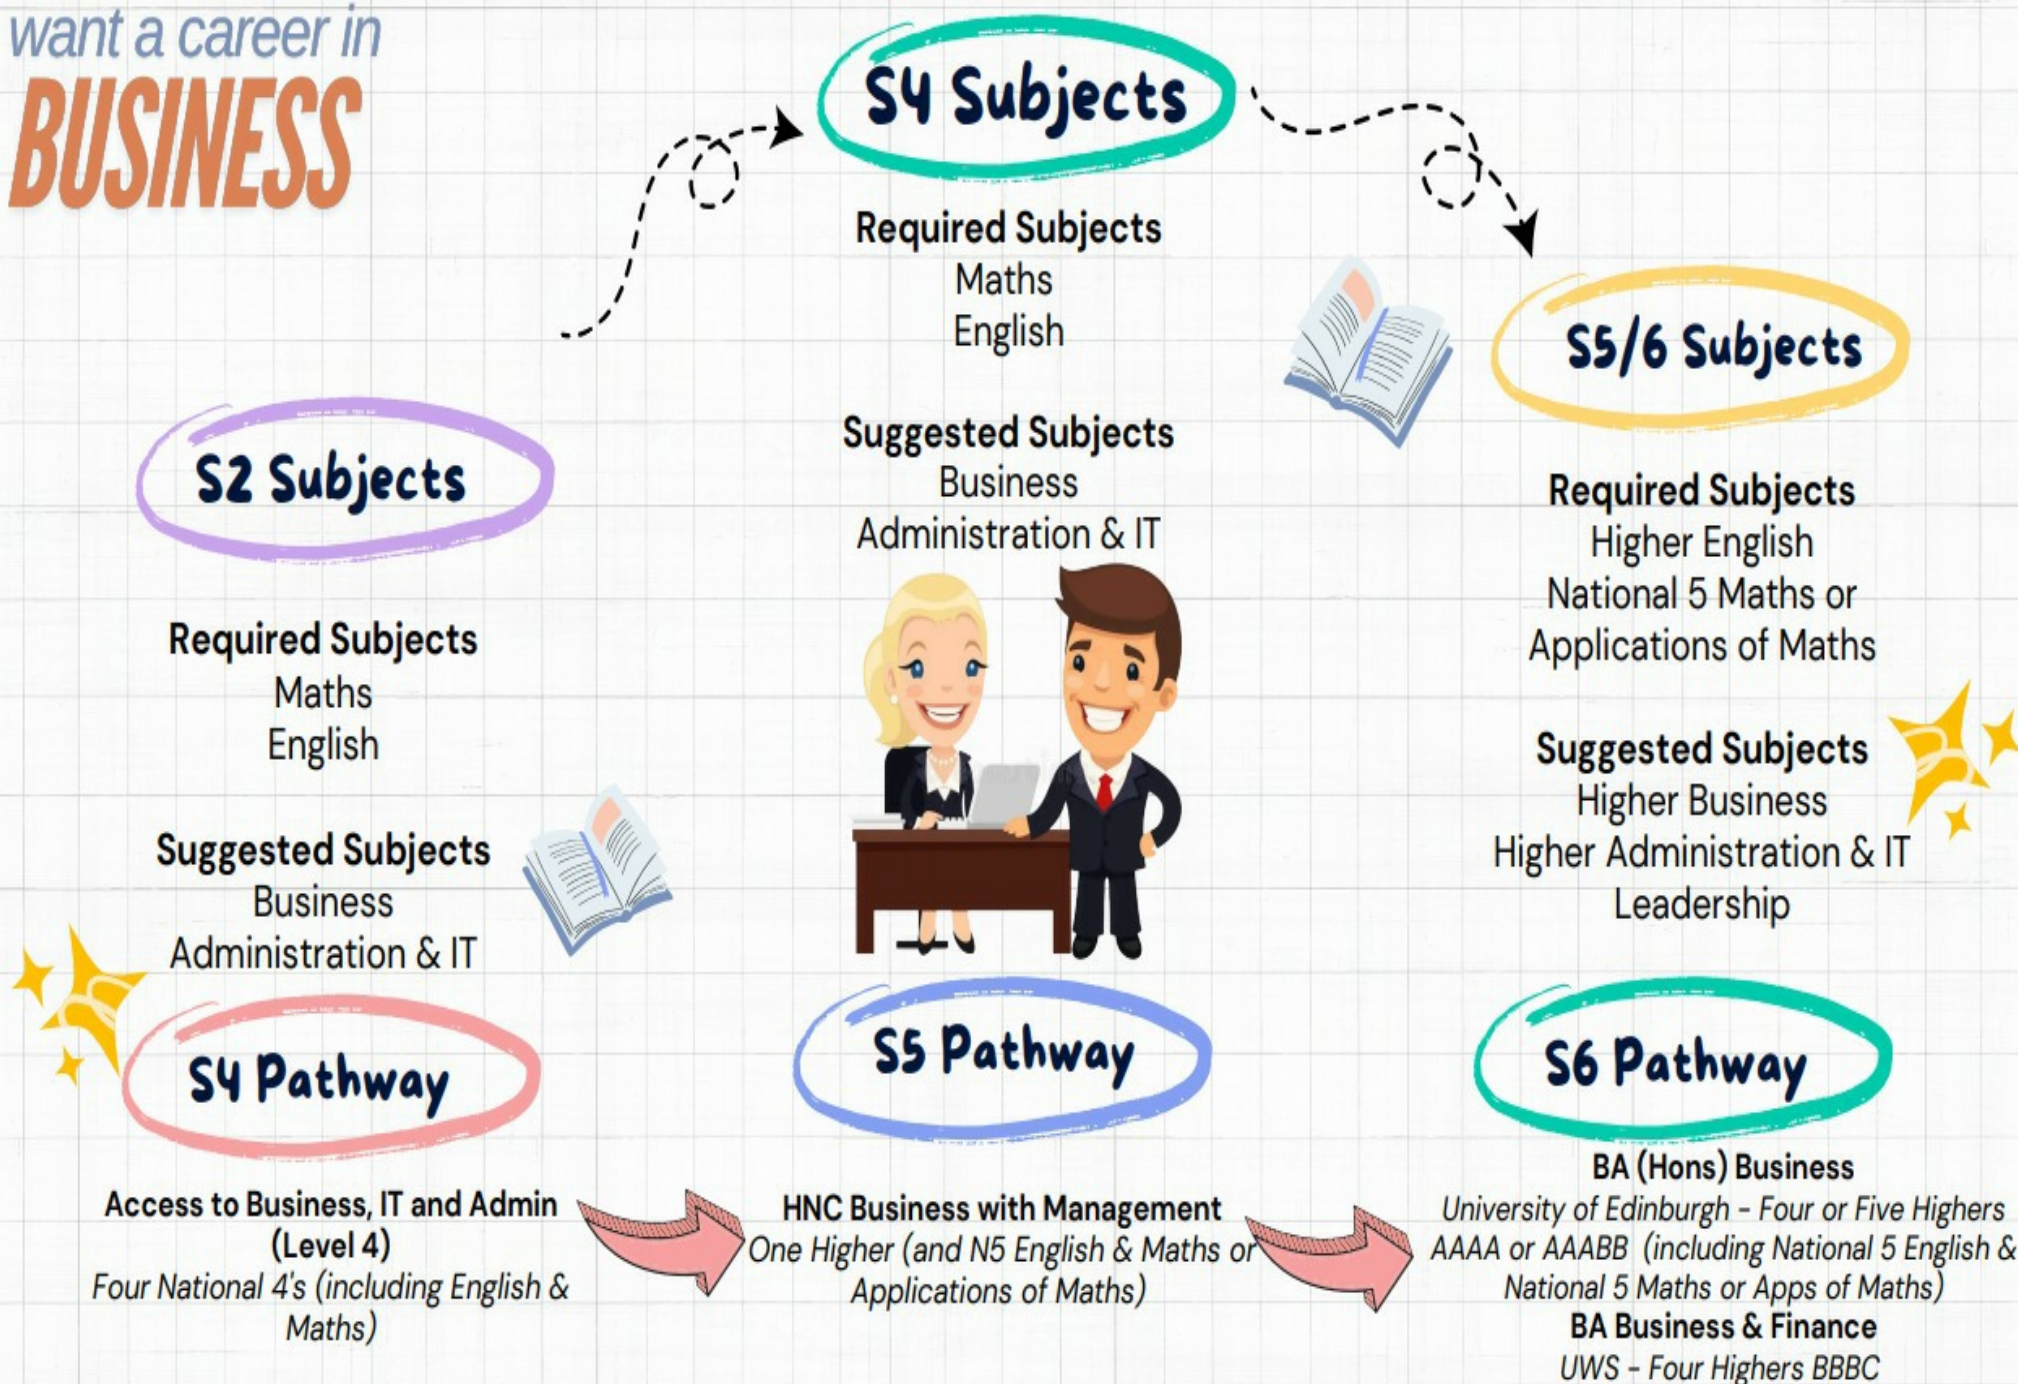 want a career in
BUSINESS
S4 Subjects
Required Subjects
Maths
English
Suggested Subjects
Business
Administration & IT
S5/6 Subjects
Required Subjects
Higher English
National 5 Maths or
Applications of Maths
Suggested Subjects
Higher Business
Higher Administration & IT
Leadership
S2 Subjects
Required Subjects
Maths
English
Suggested Subjects
Business
Administration & IT
S4 Pathway
Access to Business, IT and Admin
(Level 4)
Four National 4's (including English &
Maths)
S5 Pathway
HNC Business with Management
One Higher (and N5 English & Maths or
Applications of Maths)
S6 Pathway
BA (Hons) Business
University of Edinburgh - Four or Five Highers
AAAA or AAABB (including National 5 English &
National 5 Maths or Apps of Maths)
BA Business & Finance
UWS - Four Highers BBBC